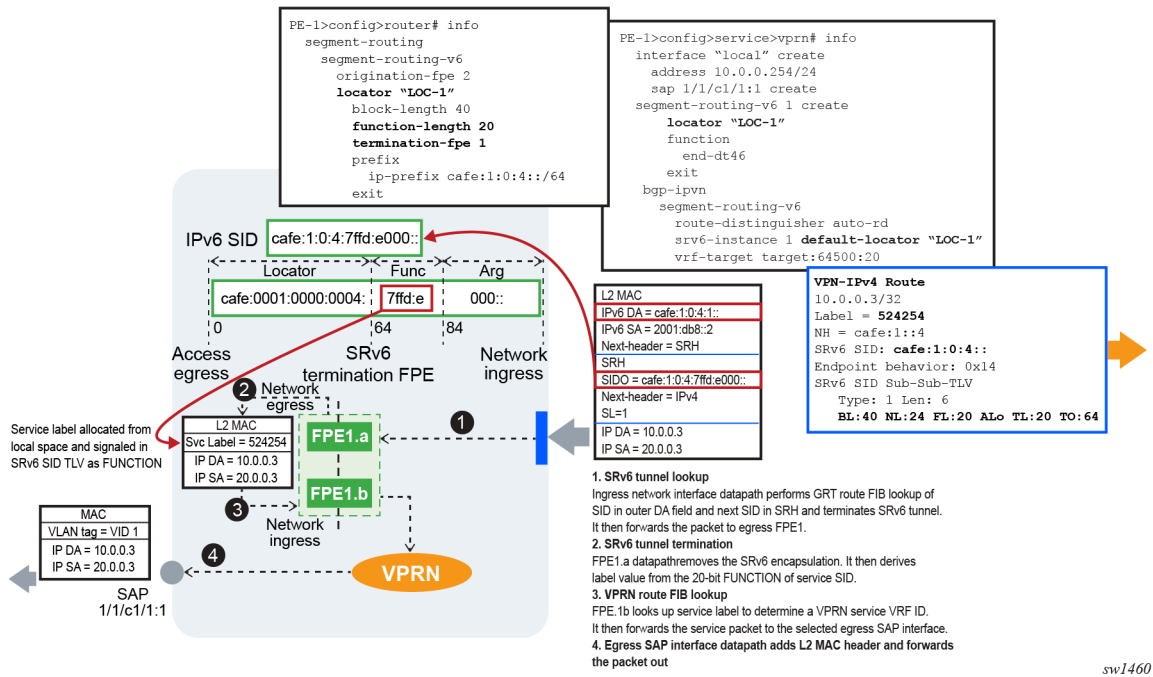 PE-1>config>router# info
segment-routing
segment-routing-v6
origination-fpe 2
locator “LOC-1”
block-length 40
function-length 20
termination-fpe 1
prefix
ip-prefix cafe:1:0:4::/64
exit
PE-1>config>service>vprn# info
interface “local” create
address 10.0.0.254/24
sap 1/1/c1/1:1 create
segment-routing-v6 1 create
locator “LOC-1”
function
end-dt46
exit
bgp-ipvn
segment-routing-v6
route-distinguisher auto-rd
srv6-instance 1 default-locator “LOC-1”
vrf-target target:64500:20
IPv6 SID
cafe:1:0:4:7ffd:e000::
Locator
Func
Arg
cafe:0001:0000:0004:
7ffd:e
000::
0
64
84
Access
egress
SRv6
termination FPE
Network
ingress
VPN-IPv4 Route
10.0.0.3/32
Label = 524254
NH = cafe:1::4
SRv6 SID: cafe:1:0:4::
Endpoint behavior: 0x14
SRv6 SID Sub-Sub-TLV
Type: 1 Len: 6
BL:40 NL:24 FL:20 ALo TL:20 TO:64
L2 MAC
IPv6 DA = cafe:1:0:4:1::
IPv6 SA = 2001:db8::2
Next-header = SRH
SRH
SIDO = cafe:1:0:4:7ffd:e000::
Next-header = IPv4
SL=1
IP DA = 10.0.0.3
IP SA = 20.0.0.3
2
Network
egress
1
Service label allocated from
local space and signaled in
SRv6 SID TLV as FUNCTION
L2 MAC
Svc Label = 524254
IP DA = 10.0.0.3
IP SA = 20.0.0.3
FPE1.a
FPE1.b
3
Network
ingress
MAC
VLAN tag = VID 1
IP DA = 10.0.0.3
IP SA = 20.0.0.3
4
VPRN
SAP
1/1/c1/1:1
1. SRv6 tunnel lookup
Ingress network interface datapath performs GRT route FIB lookup of
SID in outer DA field and next SID in SRH and terminates SRv6 tunnel.
It then forwards the packet to egress FPE1.
2. SRv6 tunnel termination
FPE1.a datapathremoves the SRv6 encapsulation. It then derives
label value from the 20-bit FUNCTION of service SID.
3. VPRN route FIB lookup
FPE.1b looks up service label to determine a VPRN service VRF ID.
It then forwards the service packet to the selected egress SAP interface.
4. Egress SAP interface datapath adds L2 MAC header and forwards
the packet out
sw1460